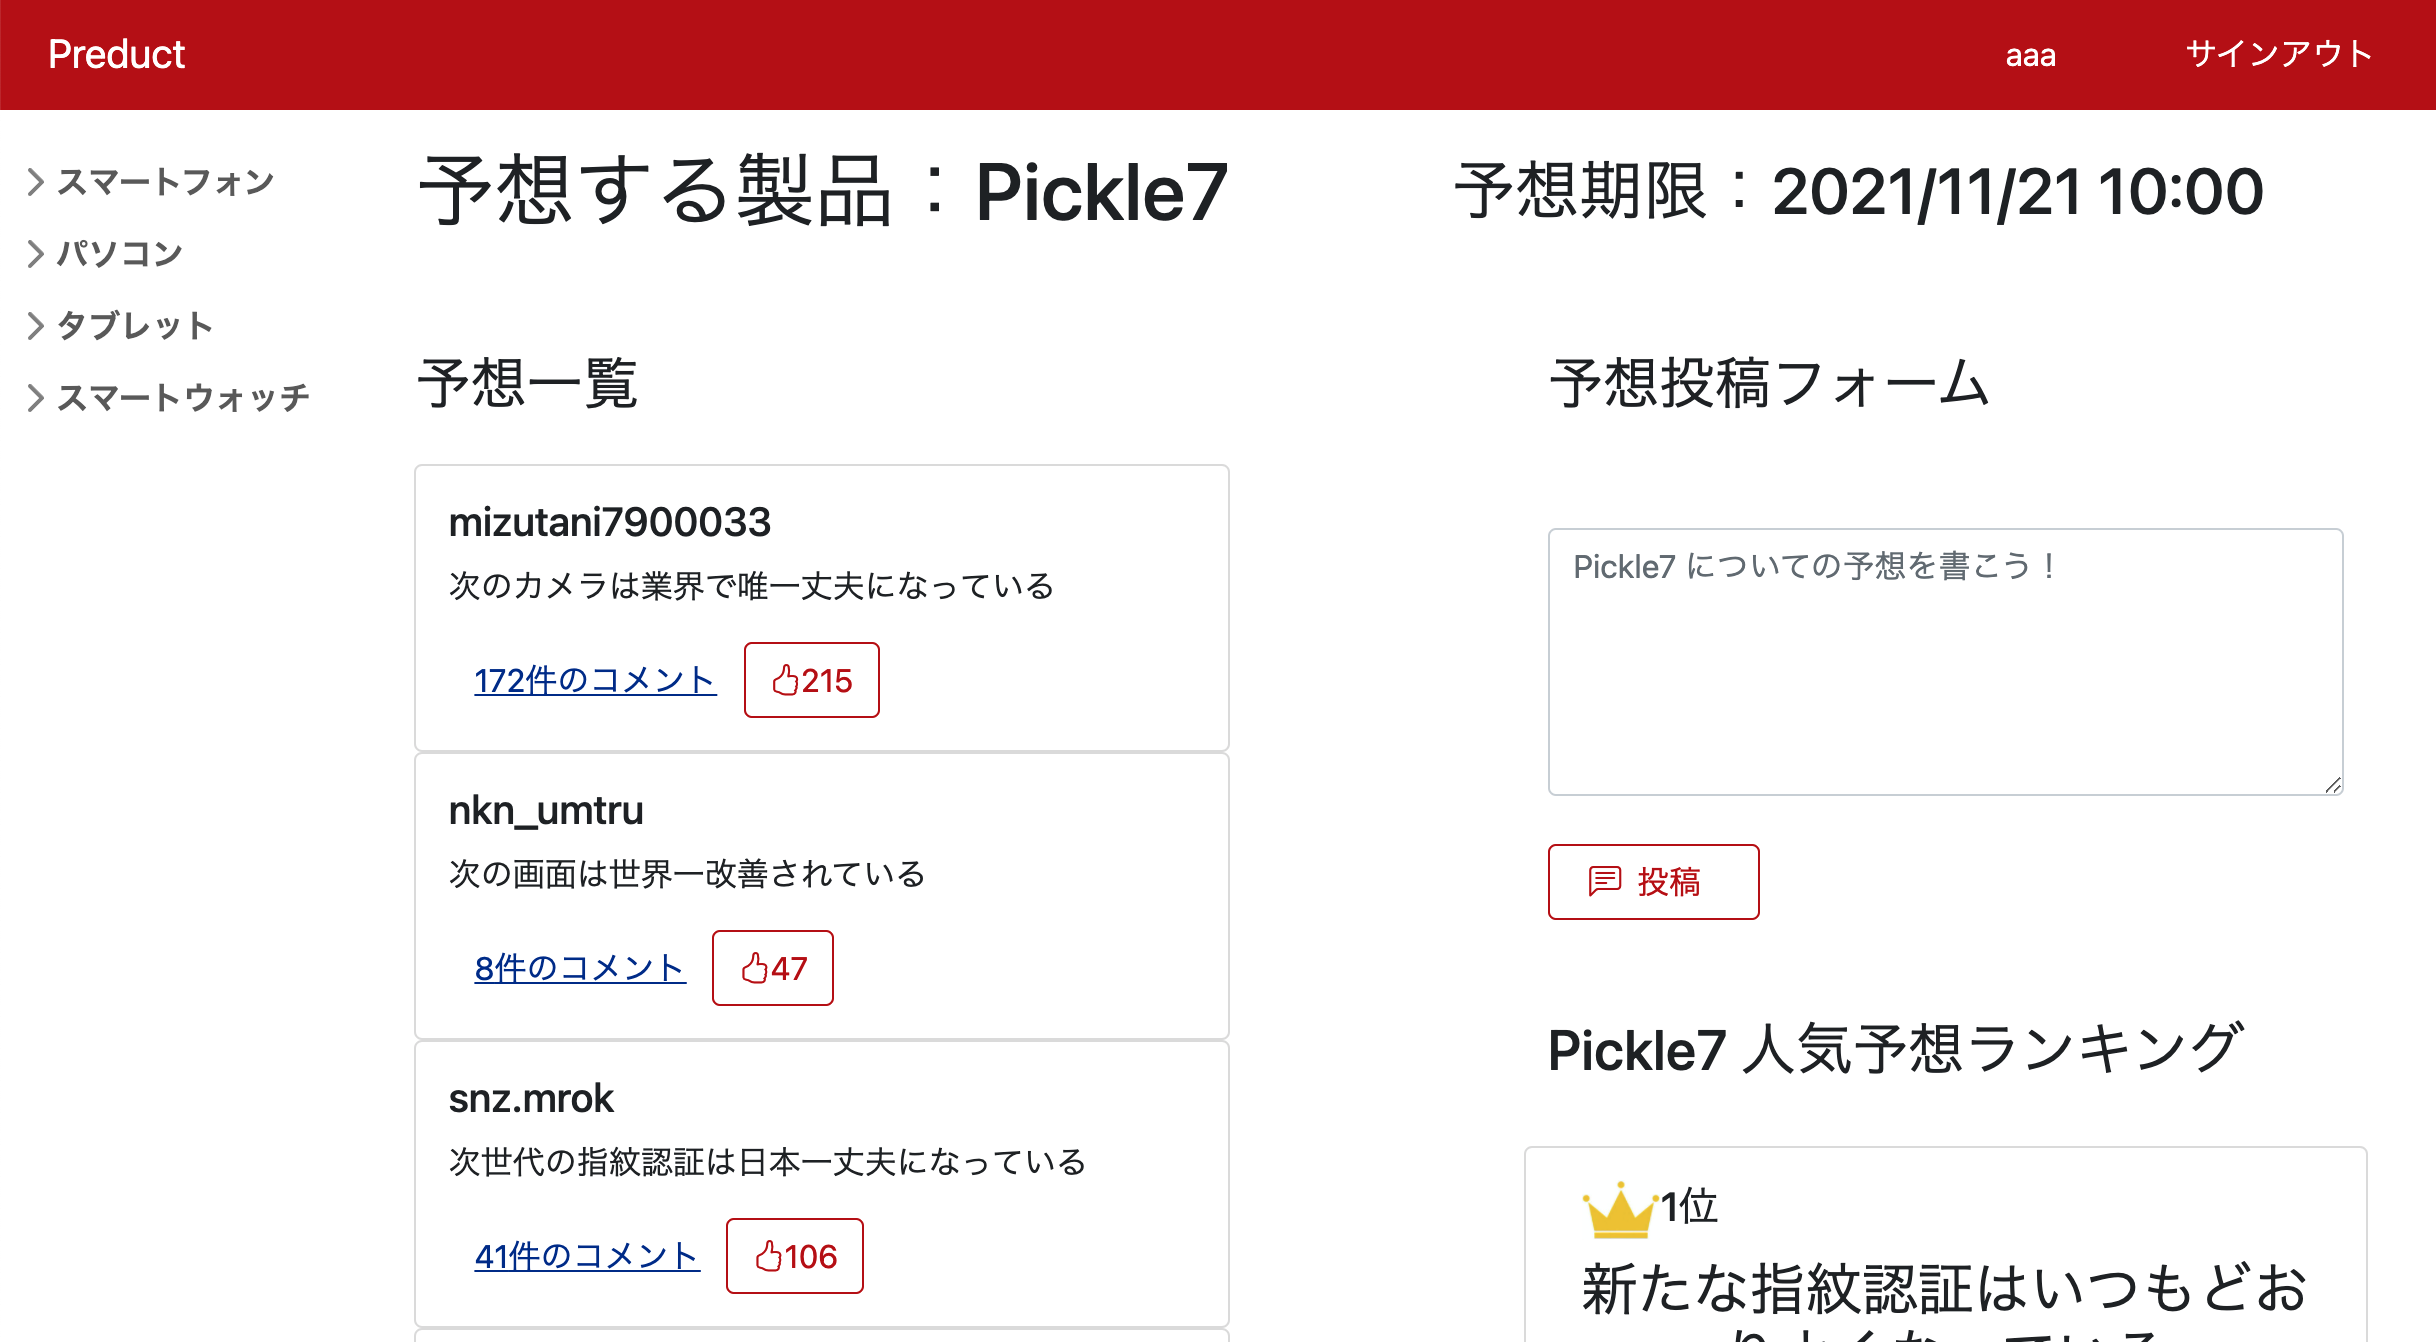 Preduct
aaa
サインアウト
スマートフォン
パソコン
タブレット
スマートウォッチ
予想する製品：Pickle7
予想期限：2021/11/21 10:00
予想一覧
mizutani7900033
次のカメラは業界で唯一丈夫になっている
172件のコメント
215
nkn_umtru
次の画面は世界一改善されている
8件のコメント
47
snz.mrok
次世代の指紋認証は日本一丈夫になっている
41件のコメント
106
予想投稿フォーム
Pickle7 についての予想を書こう！
投稿
Pickle7 人気予想ランキング
1位
新たな指紋認証はいつもどお